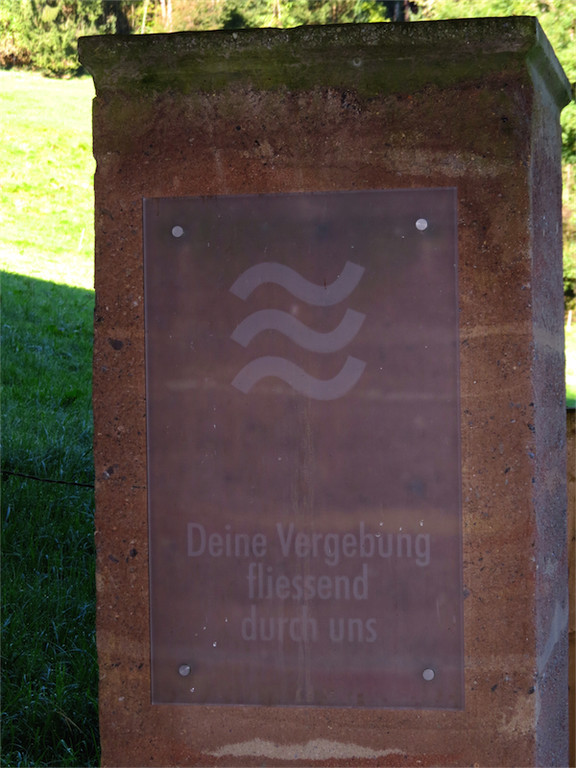 Deine Vergebung
fliessend
durch uns